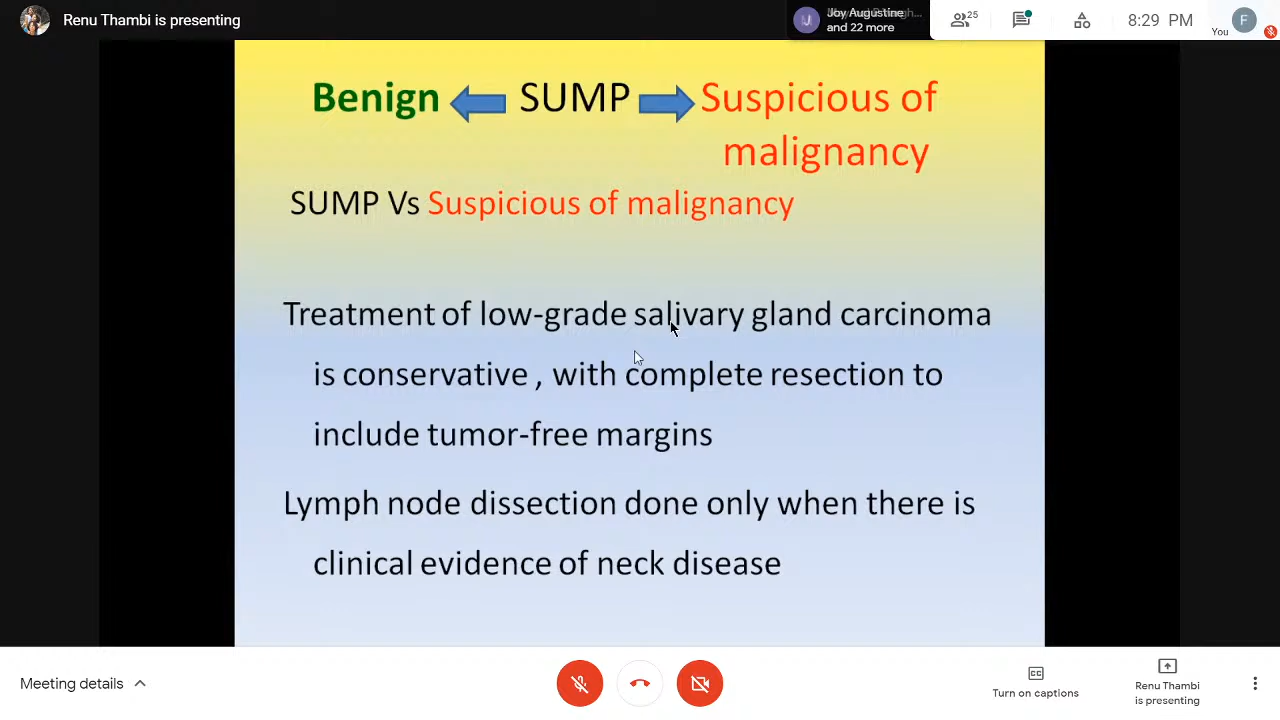 Renu Thambi is presenting
J
Joy Augustine
and 22 more
25
8:29 PM
You
F
Benign SUMP Suspicious of
malignancy
SUMP Vs Suspicious of malignancy
Treatment of low-grade salivary gland carcinoma
is conservative , with complete resection to
include tumor-free margins
Lymph node dissection done only when there is
clinical evidence of neck disease
Meeting details
CC
Turn on captions
Renu Thambi
is presenting